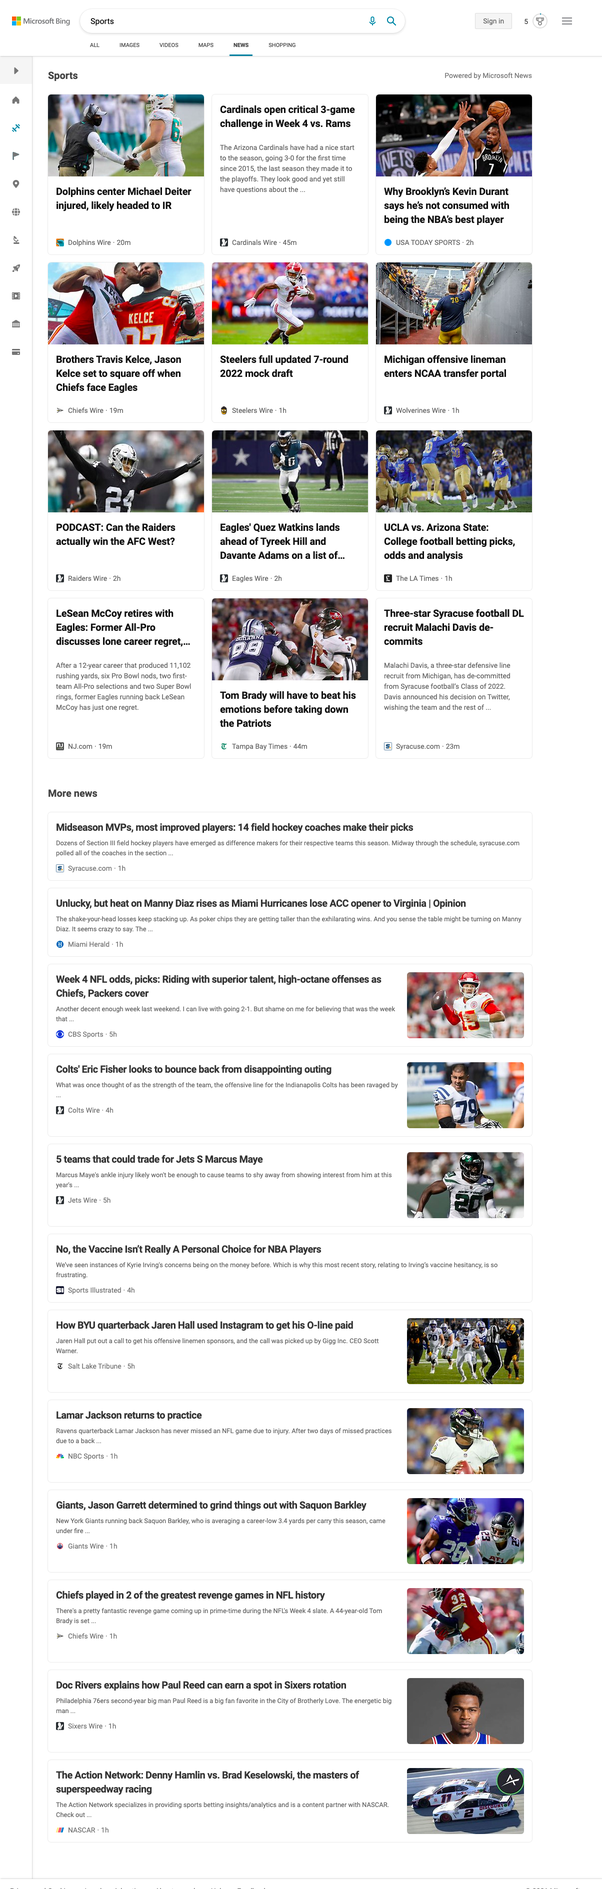 Microsoft Bing
Sports
Sign in
5
ALL IMAGES VIDEOS MAPS NEWS SHOPPING
Sports
Powered by Microsoft News
Dolphins center Michael Deiter
injured, likely headed to IR
Dolphins Wire · 20m
Cardinals open critical 3-game
challenge in Week 4 vs. Rams
The Arizona Cardinals have had a nice start
to the season, going 3-0 for the first time
since 2015, the last season they made it to
the playoffs. They look good and yet still
have questions about the ...
Cardinals Wire · 45m
Why Brooklyn's Kevin Durant
says he's not consumed with
being the NBA's best player
USA TODAY SPORTS · 2h
Brothers Travis Kelce, Jason
Kelce set to square off when
Chiefs face Eagles
Chiefs Wire · 19m
Steelers full updated 7-round
2022 mock draft
Steelers Wire · 1h
Michigan offensive lineman
enters NCAA transfer portal
Wolverines Wire · 1h
PODCAST: Can the Raiders
actually win the AFC West?
Raiders Wire · 2h
Eagles' Quez Watkins lands
ahead of Tyreek Hill and
Davante Adams on a list of...
Eagles Wire · 2h
UCLA vs. Arizona State:
College football betting picks,
odds and analysis
The LA Times · 1h
LeSean McCoy retires with
Eagles: Former All-Pro
discusses lone career regret,...
After a 12-year career that produced 11,102
rushing yards, six Pro Bowl nods, two first-
team All-Pro selections and two Super Bowl
rings, former Eagles running back LeSean
McCoy has just one regret.
NJ.com · 19m
Tom Brady will have to beat his
emotions before taking down
the Patriots
Tampa Bay Times · 44m
Three-star Syracuse football DL
recruit Malachi Davis de-
commits
Malachi Davis, a three-star defensive line
recruit from Michigan, has de-committed
from Syracuse football's Class of 2022.
Davis announced his decision on Twitter,
wishing the team and the rest of ...
Syracuse.com · 23m
More news
Midseason MVPs, most improved players: 14 field hockey coaches make their picks
Dozens of Section III field hockey players have emerged as difference makers for their respective teams this season. Midway through the schedule, syracuse.com
polled all of the coaches in the section ...
Syracuse.com · 1h
Unlucky, but heat on Manny Diaz rises as Miami Hurricanes lose ACC opener to Virginia | Opinion
The shake-your-head losses keep stacking up. As poker chips they are getting taller than the exhilarating wins. And you sense the table might be turning on Manny
Diaz. It seems crazy to say. The ...
Miami Herald · 1h
Week 4 NFL odds, picks: Riding with superior talent, high-octane offenses as
Chiefs, Packers cover
Another decent enough week last weekend. I can live with going 2-1. But shame on me for believing that was the week
that ...
CBS Sports · 5h
Colts' Eric Fisher looks to bounce back from disappointing outing
What was once thought of as the strength of the team, the offensive line for the Indianapolis Colts has been ravaged by
...
Colts Wire · 4h
5 teams that could trade for Jets S Marcus Maye
Marcus Maye's ankle injury likely won't be enough to cause teams to shy away from showing interest from him at this
year's ...
Jets Wire · 5h
No, the Vaccine Isn't Really A Personal Choice for NBA Players
We've seen instances of Kyrie Irving's concerns being on the money before. Which is why this most recent story, relating to Irving's vaccine hesitancy, is so
frustrating.
Sports Illustrated · 4h
How BYU quarterback Jaren Hall used Instagram to get his O-line paid
Jaren Hall put out a call to get his offensive linemen sponsors, and the call was picked up by Gigg Inc. CEO Scott
Warner.
Salt Lake Tribune · 5h
Lamar Jackson returns to practice
Ravens quarterback Lamar Jackson has never missed an NFL game due to injury. After two days of missed practices
due to a back ...
NBC Sports · 1h
Giants, Jason Garrett determined to grind things out with Saquon Barkley
New York Giants running back Saquon Barkley, who is averaging a career-low 3.4 yards per carry this season, came
under fire ...
Giants Wire · 1h
Chiefs played in 2 of the greatest revenge games in NFL history
There's a pretty fantastic revenge game coming up in prime-time during the NFL's Week 4 slate. A 44-year-old Tom
Brady is set ...
Chiefs Wire · 1h
Doc Rivers explains how Paul Reed can earn a spot in Sixers rotation
Philadelphia 76ers second-year big man Paul Reed is a big fan favorite in the City of Brotherly Love. The energetic big
man ...
Sixers Wire · 1h
The Action Network: Denny Hamlin vs. Brad Keselowski, the masters of
superspeedway racing
The Action Network specializes in providing sports betting insights/analytics and is a content partner with NASCAR.
Check out ...
NASCAR · 1h